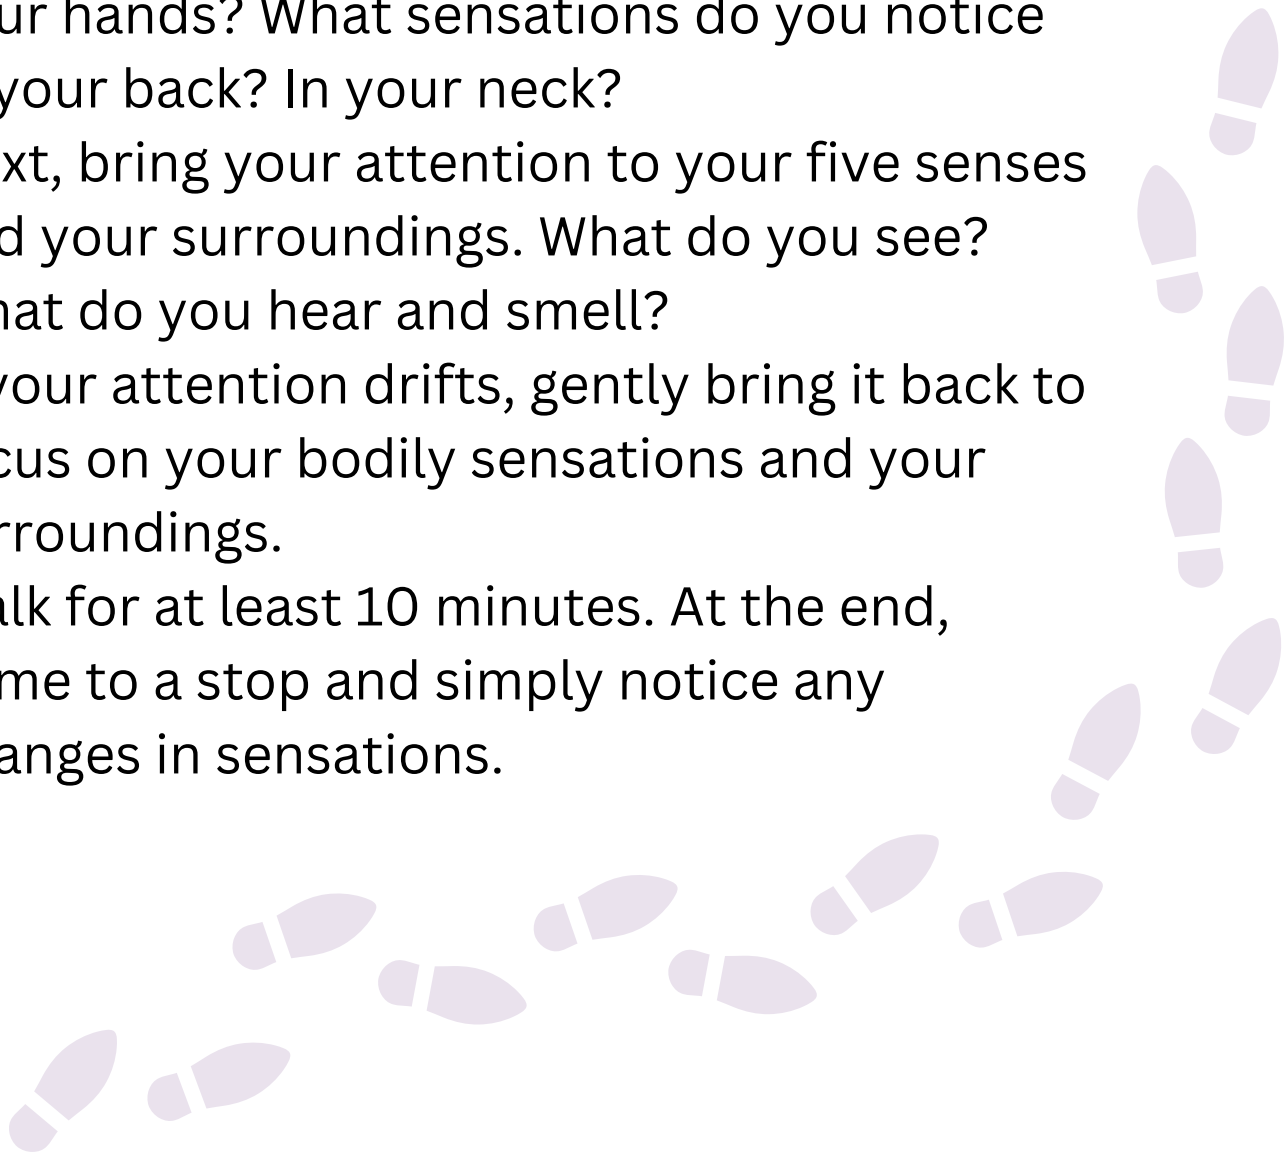 ur hands? What sensations do you notice
your back? In your neck?
xt, bring your attention to your five senses
d your surroundings. What do you see?
hat do you hear and smell?
your attention drifts, gently bring it back to
cus on your bodily sensations and your
rroundings.
alk for at least 10 minutes. At the end,
me to a stop and simply notice any
anges in sensations.